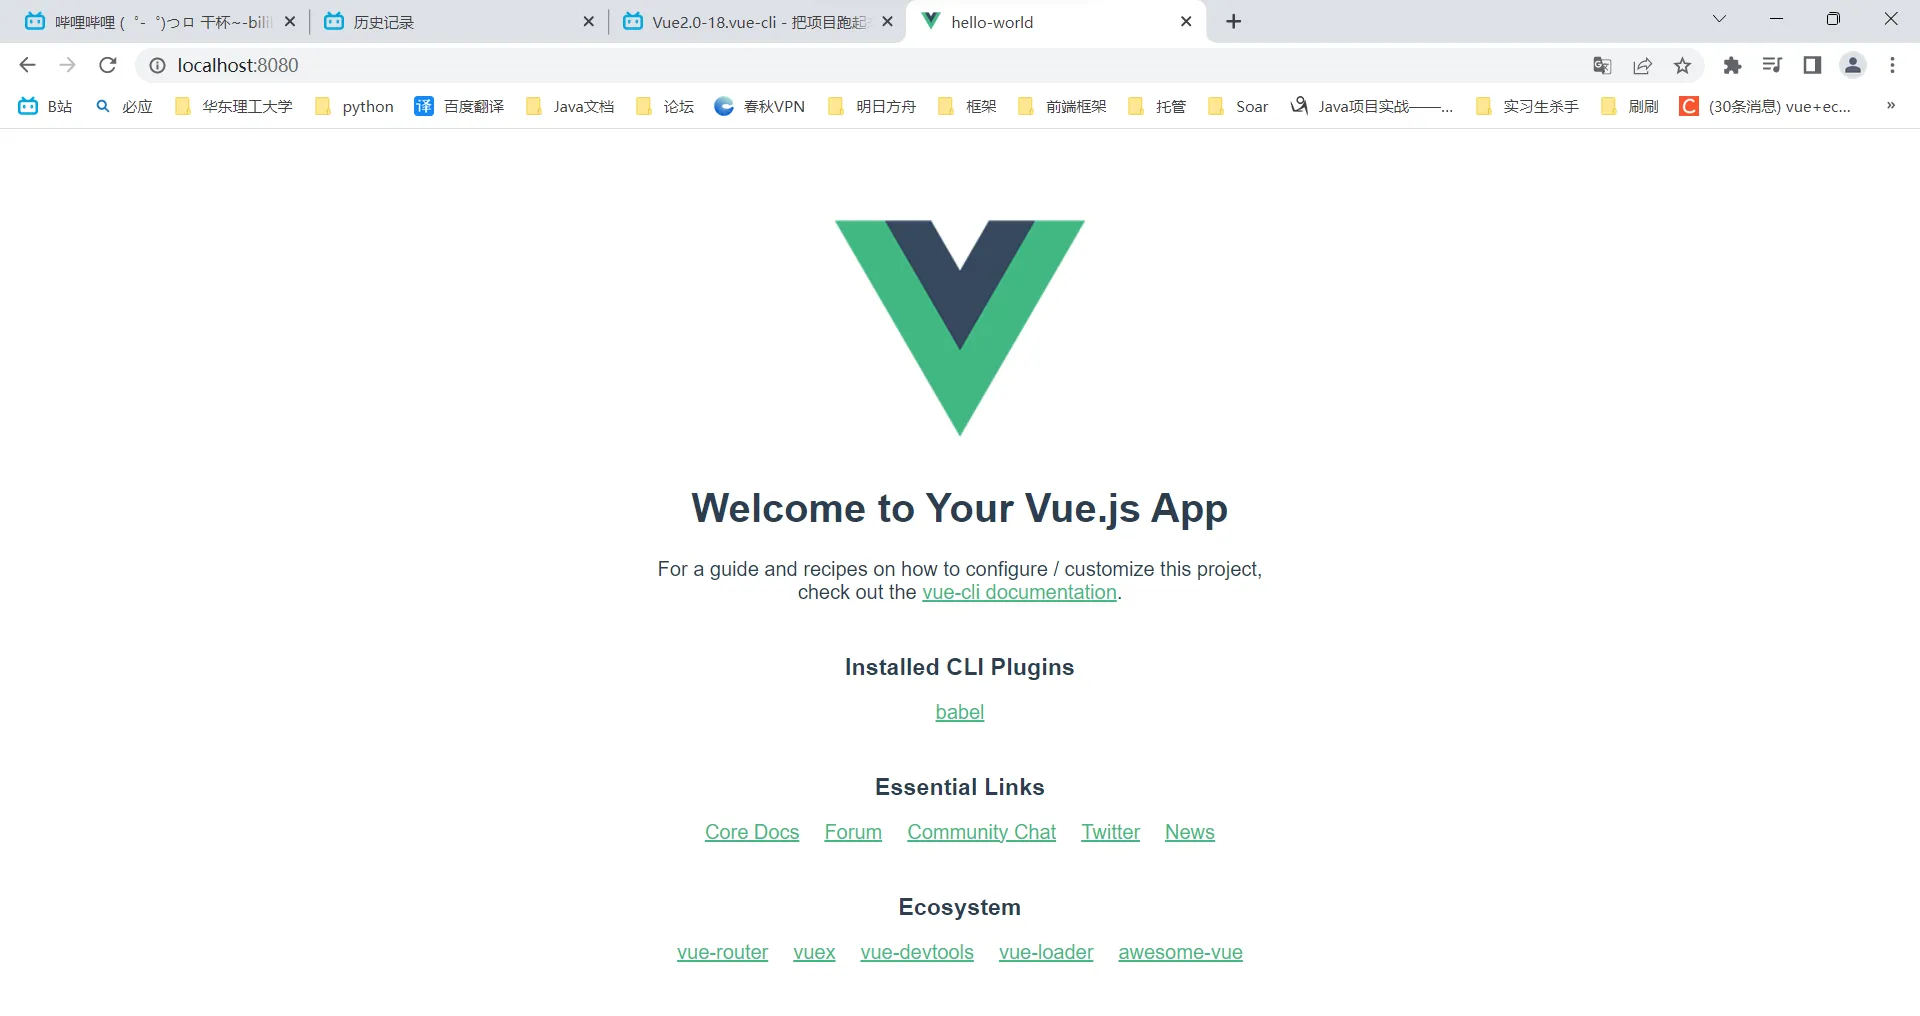 哔哩哔哩 (゜-゜)つロ 干杯~-bili
历史记录
Vue2.0-18.vue-cli - 把项目跑起
hello-world
localhost:8080
B站 必应 华东理工大学 python 译 百度翻译 Java文档 论坛 春秋VPN 明日方舟 框架 前端框架 托管 Soar Java项目实战——... 实习生杀手 刷刷 C (30条消息) vue+ec... »
Welcome to Your Vue.js App
For a guide and recipes on how to configure / customize this project,
check out the vue-cli documentation.
Installed CLI Plugins
babel
Essential Links
Core Docs Forum Community Chat Twitter News
Ecosystem
vue-router vuex vue-devtools vue-loader awesome-vue